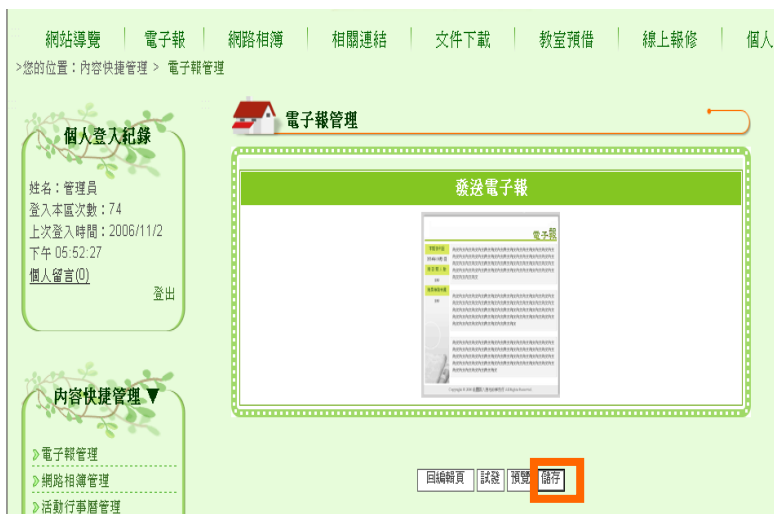 網站導覽 電子報 網路相簿 相關連結 文件下載 教室預借 線上報修 個人
>您的位置：內容快捷管理 > 電子報管理
個人登入紀錄
姓名：管理員
登入本區次數：74
上次登入時間：2006/11/2
下午 05:52:27
個人留言(0)
登出
內容快捷管理▼
》電子報管理
》網路相簿管理
》活動行事曆管理
電子報管理
發送電子報
電子報
回編輯頁 試發 預覽 儲存